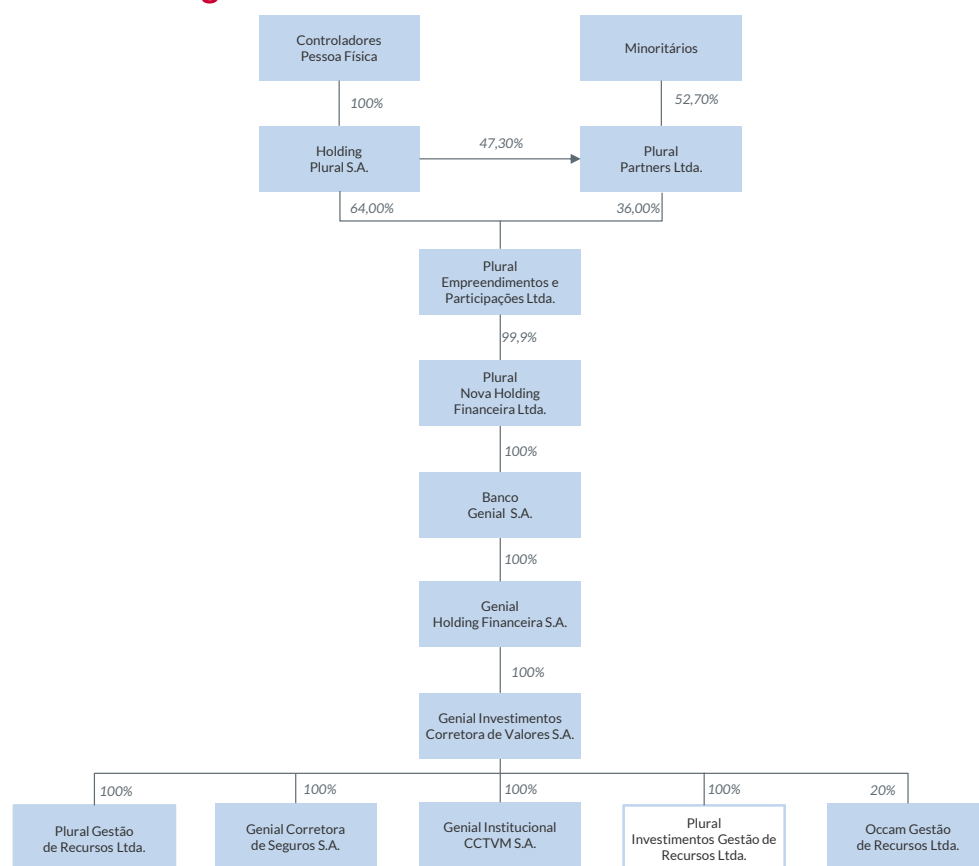 Controladores
Pessoa Física
Minoritários
100%
52,70%
Holding
Plural S.A.
47,30%
Plural
Partners Ltda.
64,00%
36,00%
Plural
Empreendimentos e
Participações Ltda.
99,9%
Plural
Nova Holding
Financeira Ltda.
100%
Banco
Genial S.A.
100%
Genial
Holding Financeira S.A.
100%
Genial Investimentos
Corretora de Valores S.A.
100%
100%
100%
100%
20%
Plural Gestão
de Recursos Ltda.
Genial Corretora
de Seguros S.A.
Genial Institucional
CCTVM S.A.
Plural
Investimentos Gestão de
Recursos Ltda.
Occam Gestão
de Recursos Ltda.